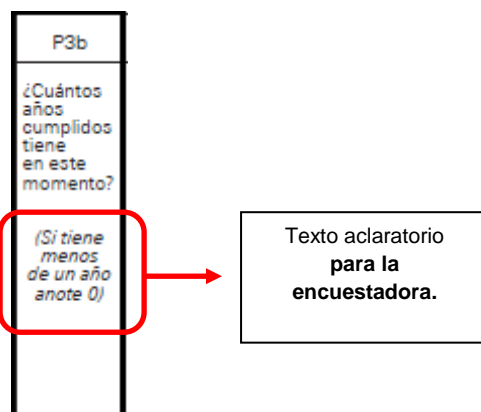 P3b
¿Cuántos
años
cumplidos
tiene
en este
momento?
(Si tiene
menos
de un año
anote 0)
Texto aclaratorio
para la
encuestadora.